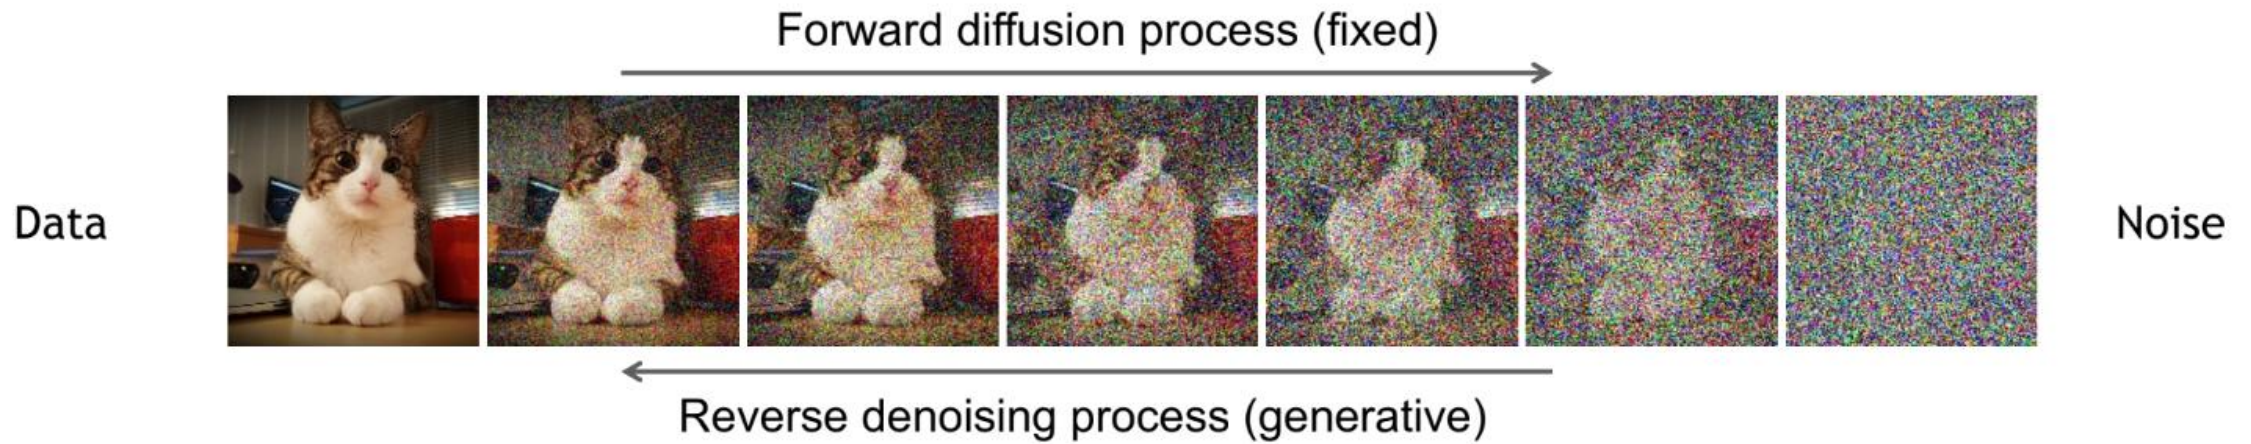 Forward diffusion process (fixed)
Data
Noise
Reverse denoising process (generative)